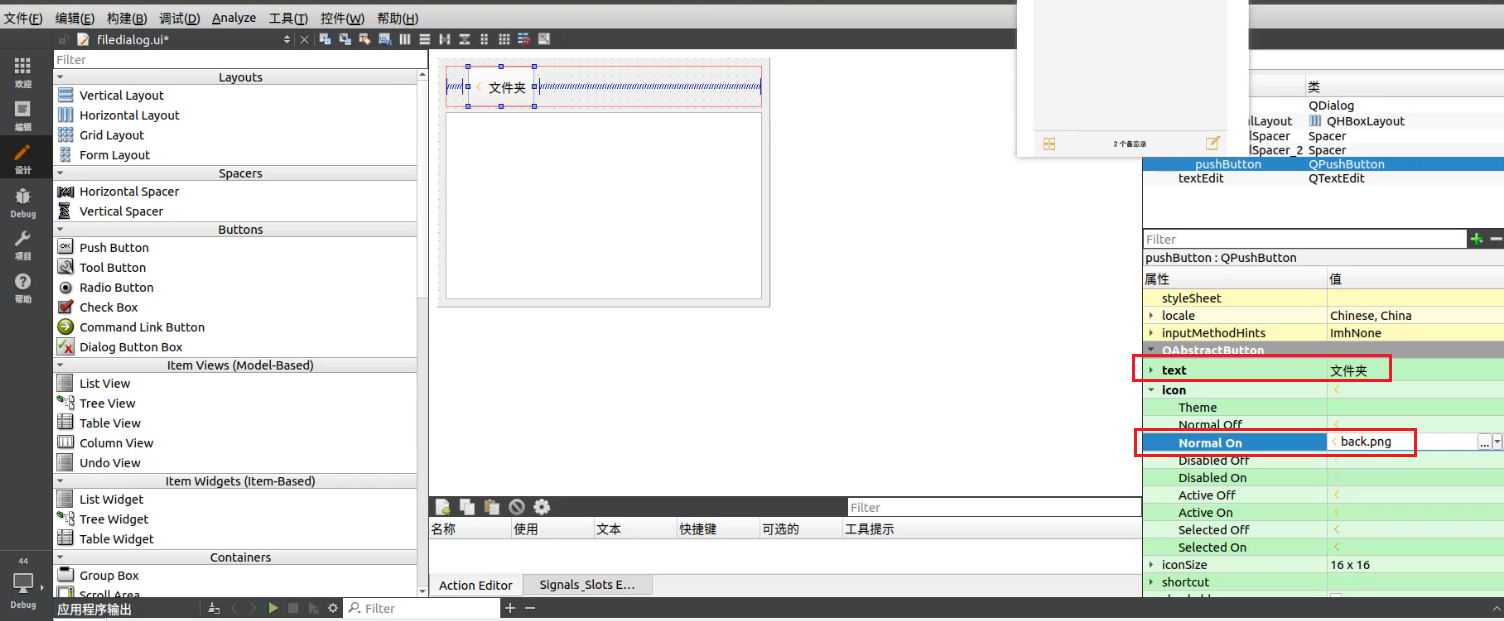 文件(F) 编辑(E) 构建(B) 调试(D) Analyze 工具(T) 控件(W) 帮助(H)
filedialog.ui*
欢迎
编辑
设计
Debug
项目
帮助
44
Debug
Filter
Layouts
Vertical Layout
Horizontal Layout
Grid Layout
Form Layout
Spacers
Horizontal Spacer
Vertical Spacer
Buttons
Push Button
Tool Button
Radio Button
Check Box
Command Link Button
Dialog Button Box
Item Views (Model-Based)
List View
Tree View
Table View
Column View
Undo View
Item Widgets (Item-Based)
List Widget
Tree Widget
Table Widget
Containers
Group Box
Scroll Area
文件夹
Filter
名称 使用 文本 快捷键 可选的 工具提示
Action Editor Signals_Slots E...
2 个备忘录
类
QDialog
lLayout QHBoxLayout
lSpacer Spacer
lSpacer_2 Spacer
pushButton QPushButton
textEdit QTextEdit
Filter
pushButton : QPushButton
属性 值
styleSheet
locale Chinese, China
inputMethodHints ImhNone
QAbstractButton
text 文件夹
icon
Theme
Normal Off
Normal On back.png ...
Disabled Off
Disabled On
Active Off
Active On
Selected Off
Selected On
iconSize 16 x 16
shortcut
应用程序输出 Filter